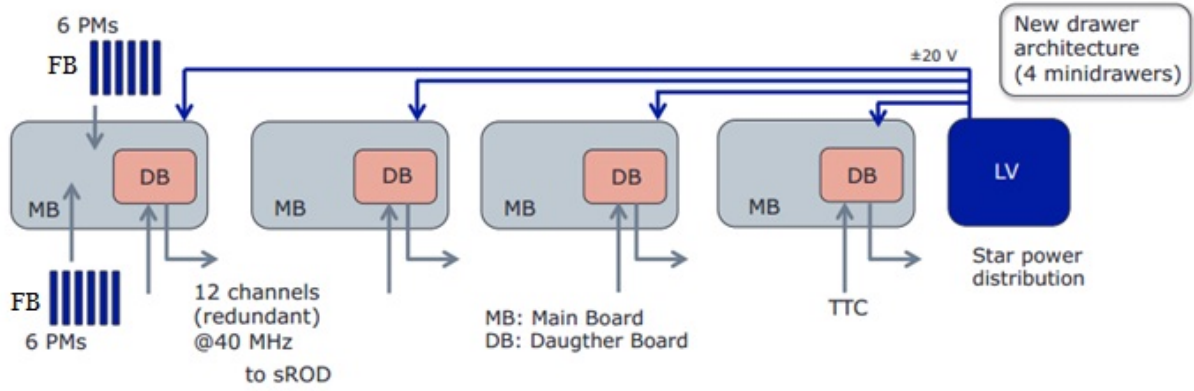 6 PMs
FB
±20 V
New drawer
architecture
(4 minidrawers)
DB
MB
DB
MB
DB
MB
DB
MB
LV
FB
6 PMs
12 channels
(redundant)
@40 MHz
to sROD
MB: Main Board
DB: Daugther Board
TTC
Star power
distribution